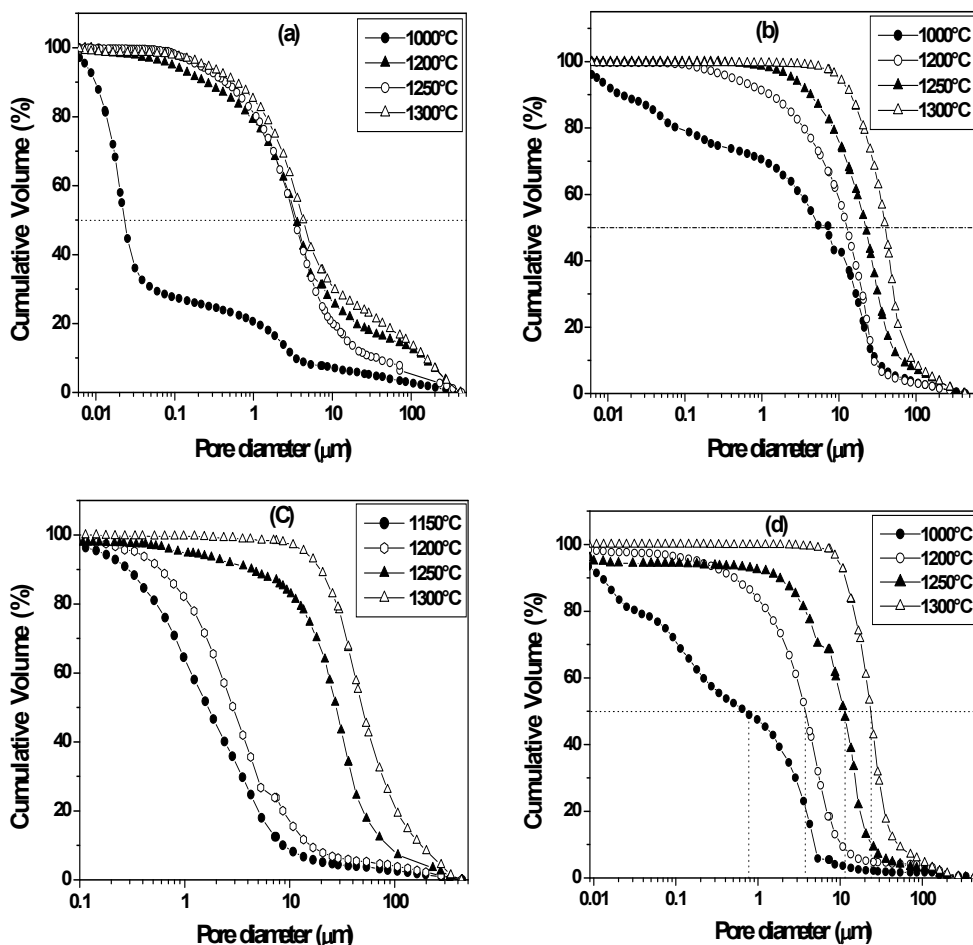 (a)
1000°C
1200°C
1250°C
1300°C
100
80
60
40
20
0
0.01
0.1
1
10
100
Cumulative Volume (%)
Pore diameter (μm)
(b)
1000°C
1200°C
1250°C
1300°C
100
80
60
40
20
0
0.01
0.1
1
10
100
Cumulative Volume (%)
Pore diameter (μm)
(C)
1150°C
1200°C
1250°C
1300°C
100
80
60
40
20
0
0.1
1
10
100
Cumulative Volume (%)
Pore diameter (μm)
(d)
1000°C
1200°C
1250°C
1300°C
100
80
60
40
20
0
0.01
0.1
1
10
100
Cumulative Volume (%)
Pore diameter (μm)